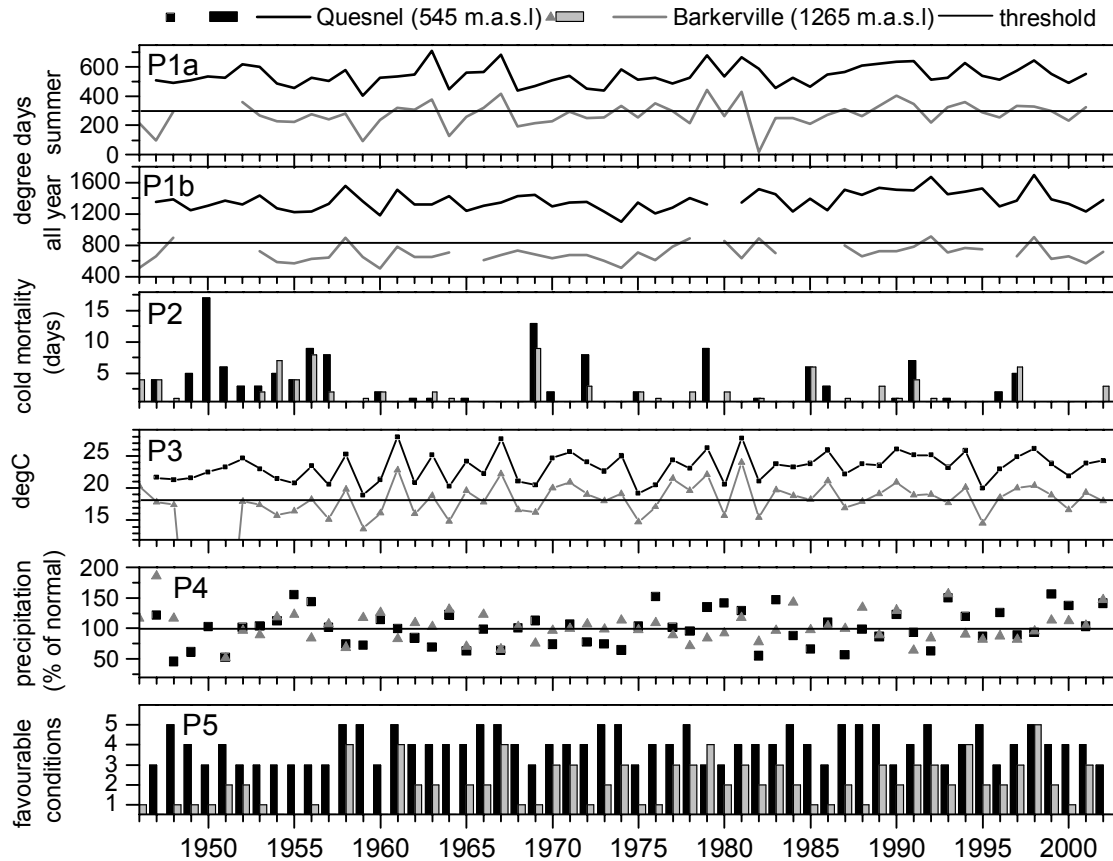 Quesnel (545 m.a.s.l) Barkerville (1265 m.a.s.l) threshold
P1a
degree days
summer
600
400
200
0
P1b
all year
1600
1200
800
400
P2
cold mortality
(days)
15
10
5
P3
degC
25
20
15
P4
precipitation
(% of normal)
200
150
100
50
P5
favourable
conditions
5
4
3
2
1
1950 1955 1960 1965 1970 1975 1980 1985 1990 1995 2000